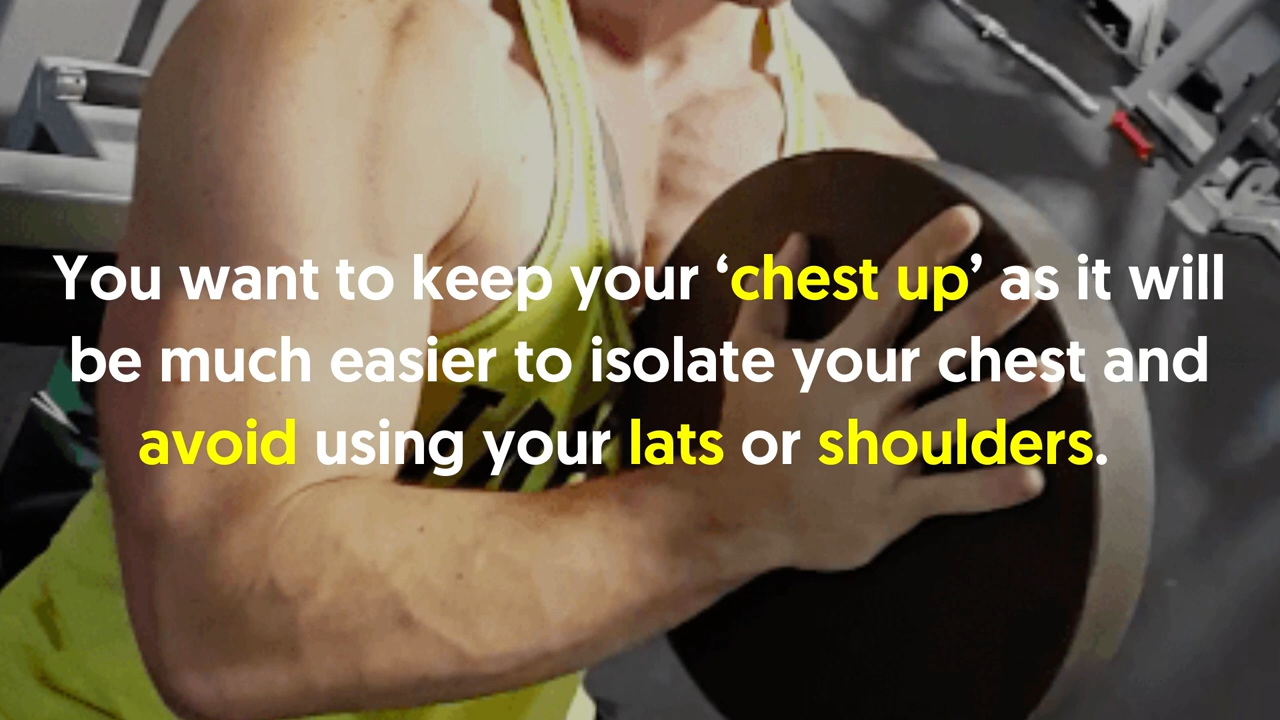 You want to keep your ‘chest up’ as it will
be much easier to isolate your chest and
avoid using your lats or shoulders.